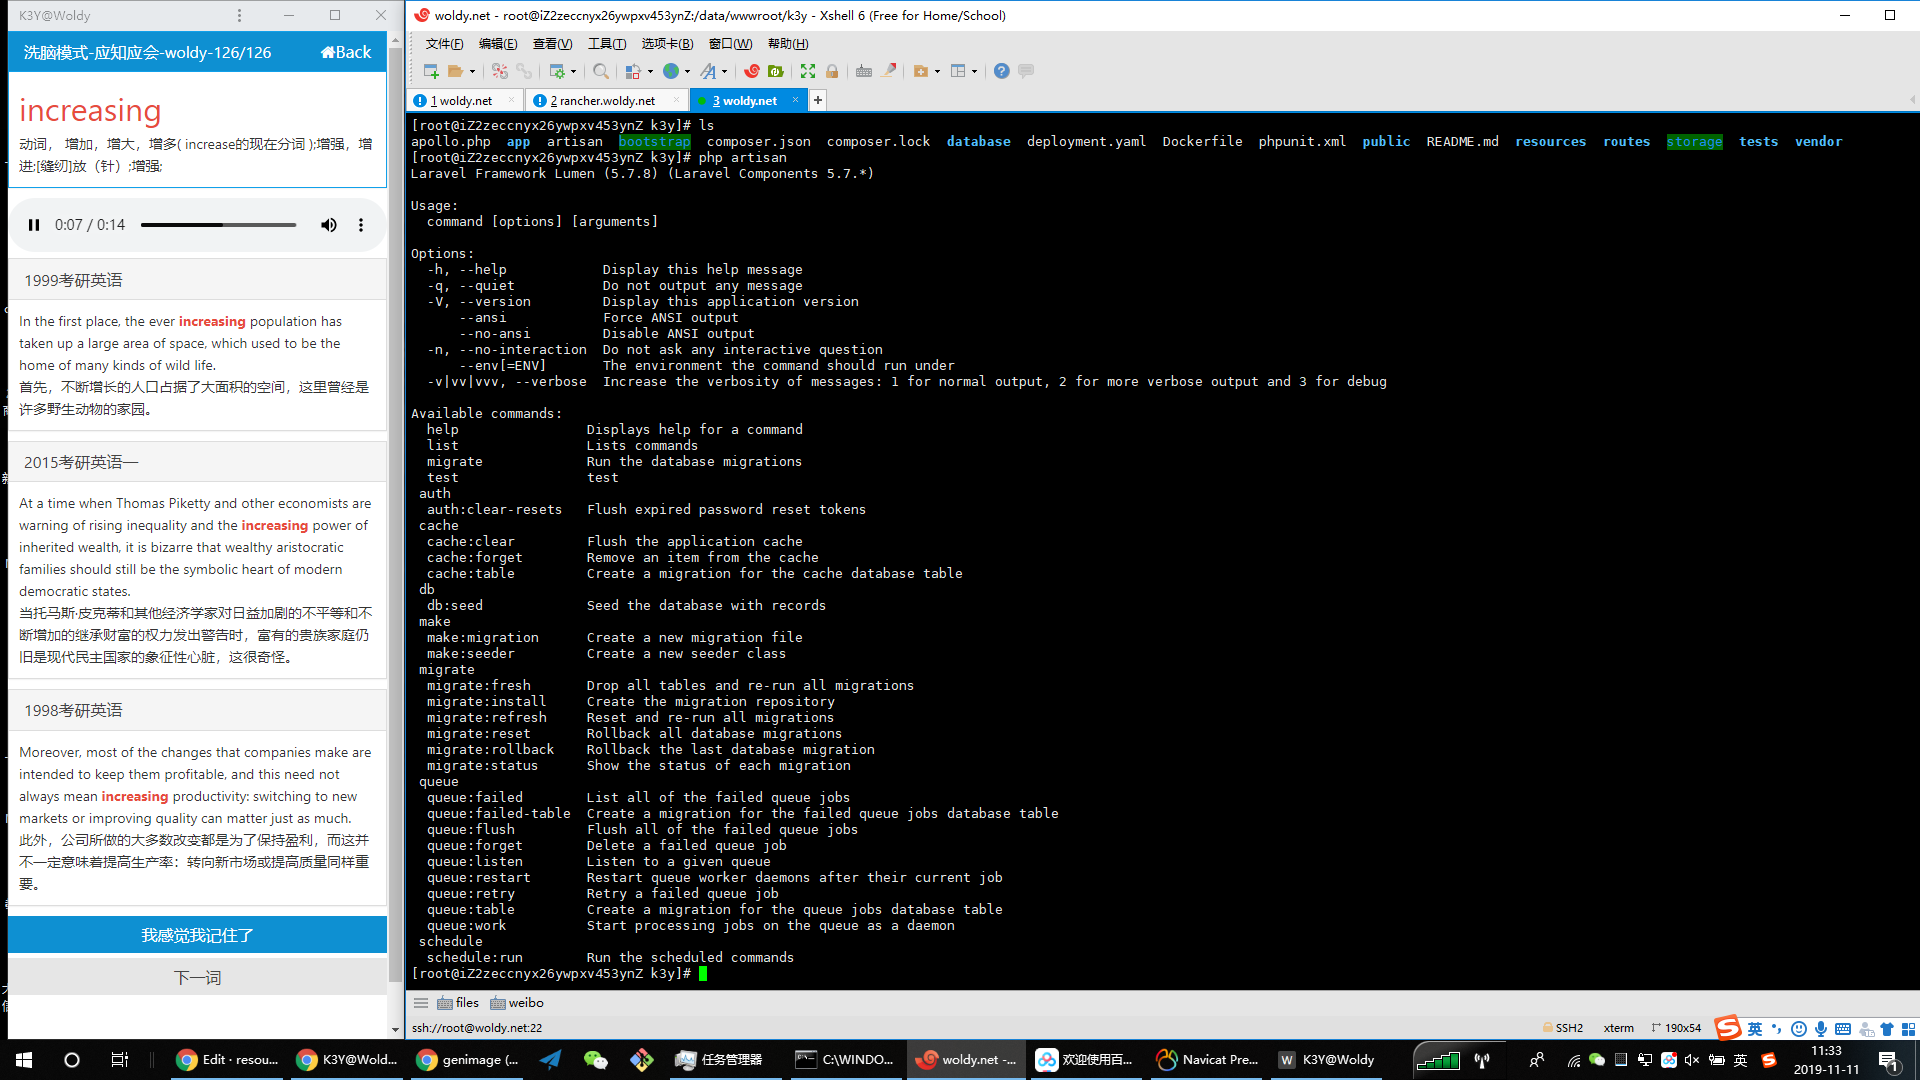 K3Y@Woldy
洗脑模式-应知应会-woldy-126/126
Back
increasing
动词， 增加，增大，增多( increase的现在分词 );增强，增
进;[缝纫]放（针）;增强;
0:07 / 0:14
1999考研英语
In the first place, the ever increasing population has
taken up a large area of space, which used to be the
home of many kinds of wild life.
首先，不断增长的人口占据了大面积的空间，这里曾经是
许多野生动物的家园。
2015考研英语一
At a time when Thomas Piketty and other economists are
warning of rising inequality and the increasing power of
inherited wealth, it is bizarre that wealthy aristocratic
families should still be the symbolic heart of modern
democratic states.
当托马斯·皮克蒂和其他经济学家对日益加剧的不平等和不
断增加的继承财富的权力发出警告时，富有的贵族家庭仍
旧是现代民主国家的象征性心脏，这很奇怪。
1998考研英语
Moreover, most of the changes that companies make are
intended to keep them profitable, and this need not
always mean increasing productivity: switching to new
markets or improving quality can matter just as much.
此外，公司所做的大多数改变都是为了保持盈利，而这并
不一定意味着提高生产率：转向新市场或提高质量同样重
要。
我感觉我记住了
下一词
woldy.net - root@iZ2zeccnyx26ywpxv453ynZ:/data/wwwroot/k3y - Xshell 6 (Free for Home/School)
文件(F) 编辑(E) 查看(V) 工具(T) 选项卡(B) 窗口(W) 帮助(H)
1 woldy.net 2 rancher.woldy.net 3 woldy.net
[root@iZ2zeccnyx26ywpxv453ynZ k3y]# ls
apollo.php app artisan bootstrap composer.json composer.lock database deployment.yaml Dockerfile phpunit.xml public README.md resources routes storage tests vendor
[root@iZ2zeccnyx26ywpxv453ynZ k3y]# php artisan
Laravel Framework Lumen (5.7.8) (Laravel Components 5.7.*)
Usage:
command [options] [arguments]
Options:
-h, --help Display this help message
-q, --quiet Do not output any message
-V, --version Display this application version
--ansi Force ANSI output
--no-ansi Disable ANSI output
-n, --no-interaction Do not ask any interactive question
--env[=ENV] The environment the command should run under
-v|vv|vvv, --verbose Increase the verbosity of messages: 1 for normal output, 2 for more verbose output and 3 for debug
Available commands:
help Displays help for a command
list Lists commands
migrate Run the database migrations
test test
auth
auth:clear-resets Flush expired password reset tokens
cache
cache:clear Flush the application cache
cache:forget Remove an item from the cache
cache:table Create a migration for the cache database table
db
db:seed Seed the database with records
make
make:migration Create a new migration file
make:seeder Create a new seeder class
migrate
migrate:fresh Drop all tables and re-run all migrations
migrate:install Create the migration repository
migrate:refresh Reset and re-run all migrations
migrate:reset Rollback all database migrations
migrate:rollback Rollback the last database migration
migrate:status Show the status of each migration
queue
queue:failed List all of the failed queue jobs
queue:failed-table Create a migration for the failed queue jobs database table
queue:flush Flush all of the failed queue jobs
queue:forget Delete a failed queue job
queue:listen Listen to a given queue
queue:restart Restart queue worker daemons after their current job
queue:retry Retry a failed queue job
queue:table Create a migration for the queue jobs database table
queue:work Start processing jobs on the queue as a daemon
schedule
schedule:run Run the scheduled commands
[root@iZ2zeccnyx26ywpxv453ynZ k3y]#
files weibo
ssh://root@woldy.net:22
SSH2 xterm 190x54
英
Edit · resou... K3Y@Wold... genimage (... 任务管理器 C:\WINDO... woldy.net -... 欢迎使用百... Navicat Pre... K3Y@Woldy
英
11:33
2019-11-11
1